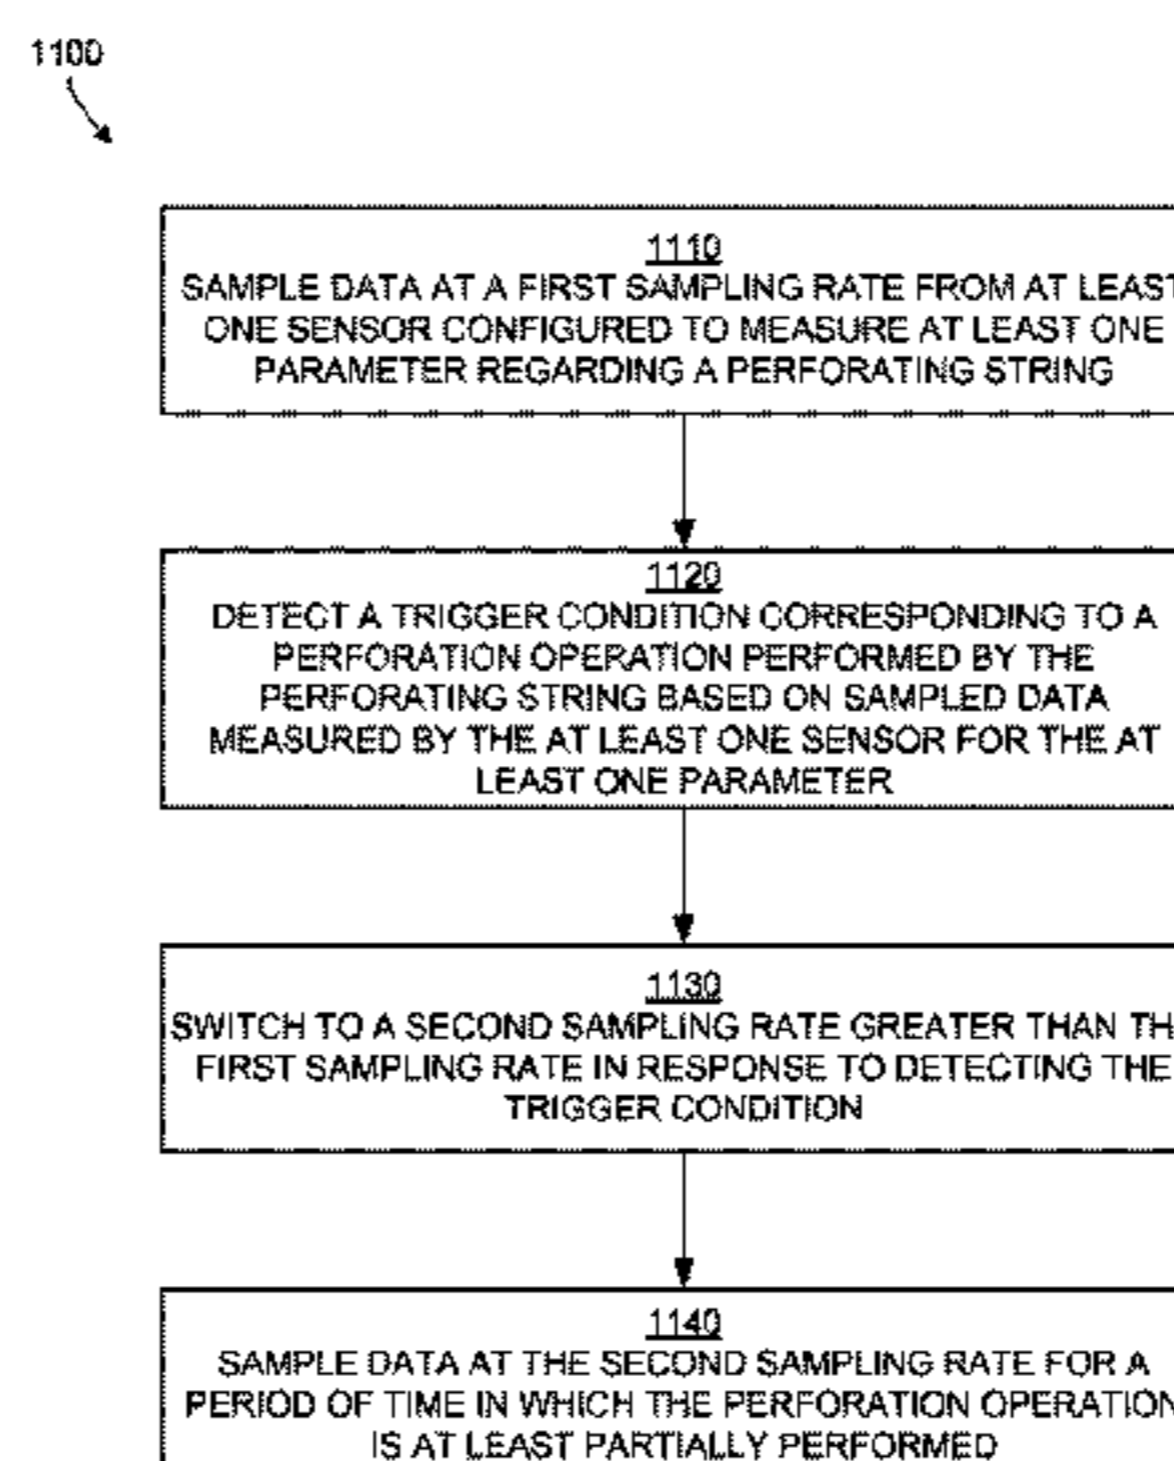 1100
1110
SAMPLE DATA AT A FIRST SAMPLING RATE FROM AT LEAST
ONE SENSOR CONFIGURED TO MEASURE AT LEAST ONE
PARAMETER REGARDING A PERFORATING STRING
1120
DETECT A TRIGGER CONDITION CORRESPONDING TO A
PERFORATION OPERATION PERFORMED BY THE
PERFORATING STRING BASED ON SAMPLED DATA
MEASURED BY THE AT LEAST ONE SENSOR FOR THE AT
LEAST ONE PARAMETER
1130
SWITCH TO A SECOND SAMPLING RATE GREATER THAN TH
FIRST SAMPLING RATE IN RESPONSE TO DETECTING THE
TRIGGER CONDITION
1140
SAMPLE DATA AT THE SECOND SAMPLING RATE FOR A
PERIOD OF TIME IN WHICH THE PERFORATION OPERATION
IS AT LEAST PARTIALLY PERFORMED